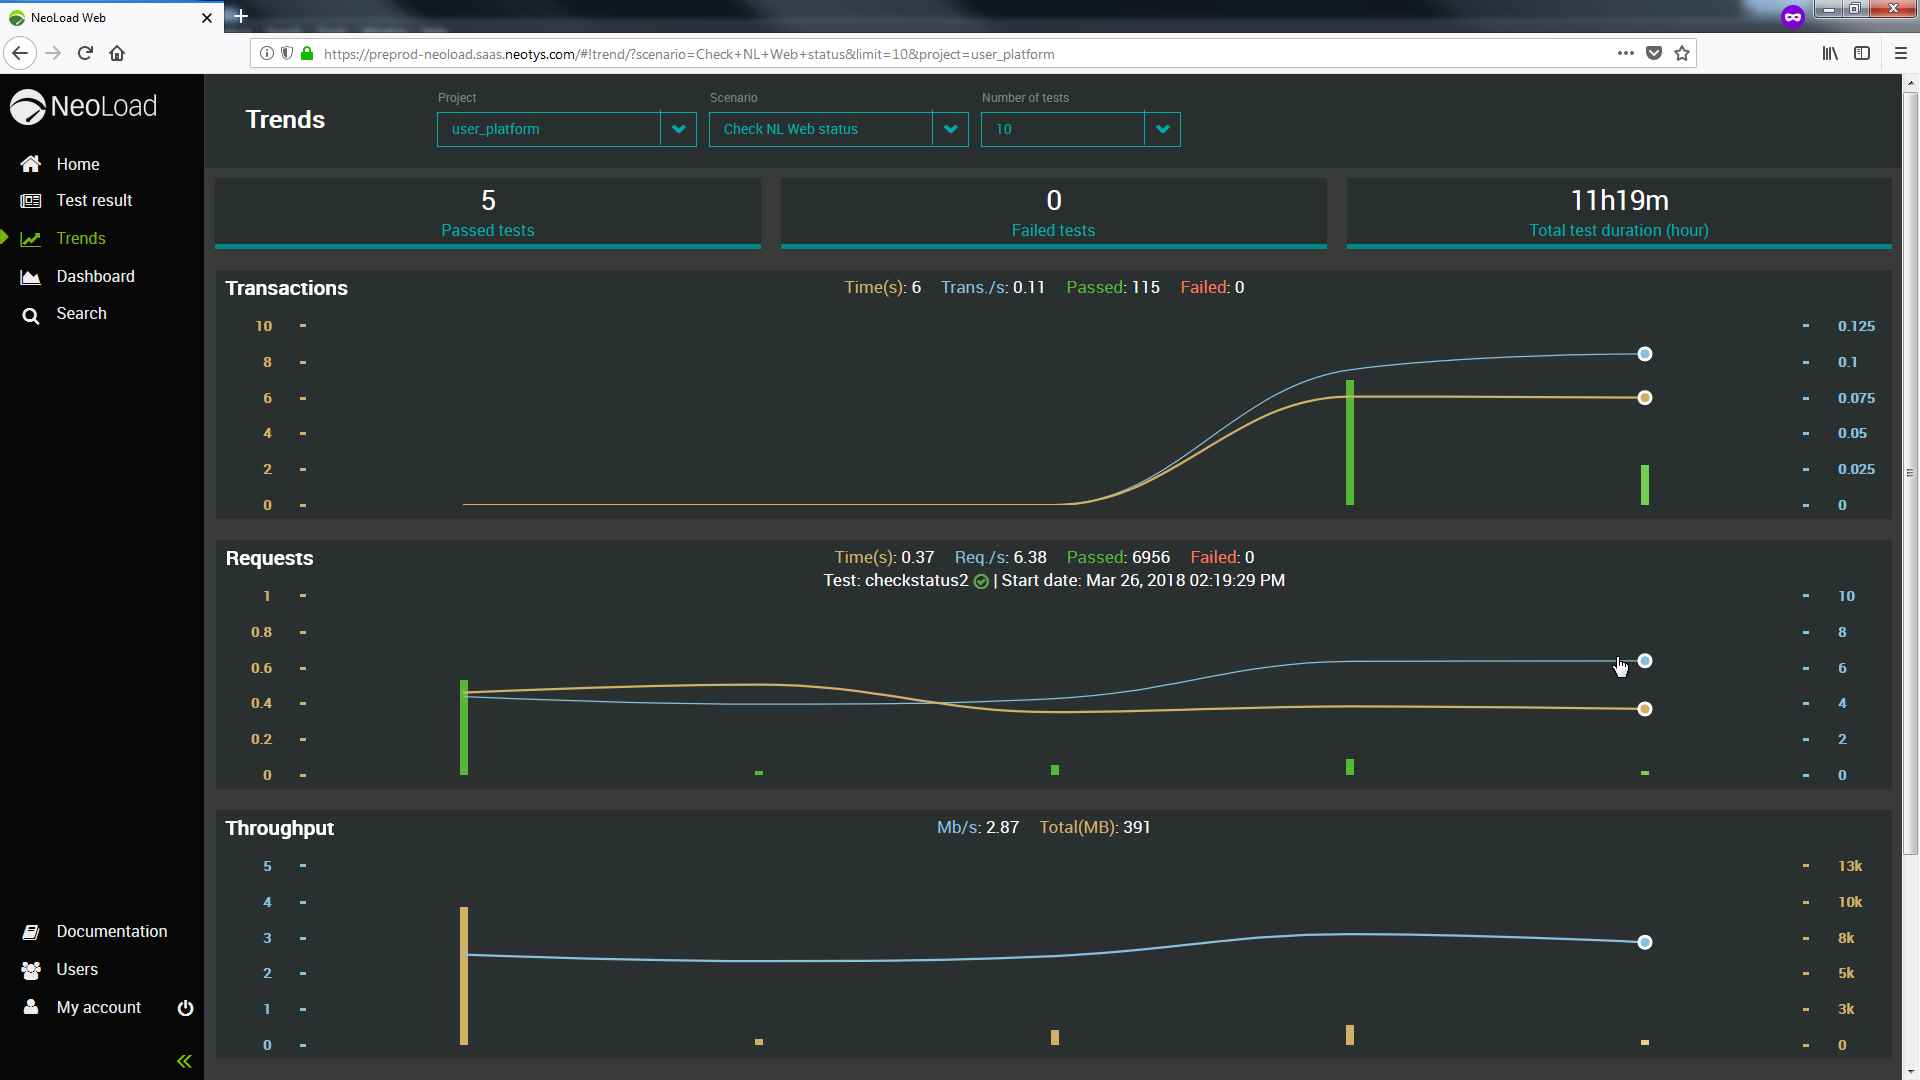 NeoLoad Web
https://preprod-neoload.saas.neotys.com/#!trend/?scenario=Check+NL+Web+status&limit=10&project=user_platform
NeoLoad
Home
Test result
Trends
Dashboard
Search
Documentation
Users
My account
Trends
Project
user_platform
Scenario
Check NL Web status
Number of tests
10
5
Passed tests
0
Failed tests
11h19m
Total test duration (hour)
Transactions
Time(s): 6 Trans./s: 0.11 Passed: 115 Failed: 0
10 0.125
8 0.1
6 0.075
4 0.05
2 0.025
0 0
Requests
Time(s): 0.37 Req./s: 6.38 Passed: 6956 Failed: 0
Test: checkstatus2 | Start date: Mar 26, 2018 02:19:29 PM
1 10
0.8 8
0.6 6
0.4 4
0.2 2
0 0
Throughput
Mb/s: 2.87 Total(MB): 391
5 13k
4 10k
3 8k
2 5k
1 3k
0 0